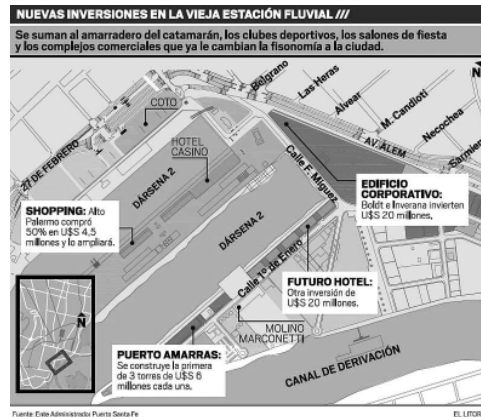 NUEVAS INVERSIONES EN LA VIEJA ESTACIÓN FLUVIAL ///
Se suman al amarradero del catamarán, los clubes deportivos, los salones de fiesta
y los complejos comerciales que ya le cambian la fisonomía a la ciudad.
N
Belgrano
Las Heras
Alvear
M. Candioti
Necochea
Sarmiento
AV. ALEM
27 DE FEBRERO
COTO
HOTEL
CASINO
Calle F. Miguez
DÁRSENA 2
DÁRSENA 2
EDIFICIO
CORPORATIVO:
Boldt e Inverama invierten
U$S 20 millones.
SHOPPING: Alto
Palermo compró
50% en U$S 4,5
millones y lo ampliará.
Calle 1º de Enero
FUTURO HOTEL:
Otra inversión de
U$S 20 millones.
MOLINO
MARCONETTI
N
PUERTO AMARRAS:
Se construye la primera
de 3 torres de U$S 6
millones cada una.
CANAL DE DERIVACIÓN
Fuente: Ente Administrador Puerto Santa Fe
EL LITORAL